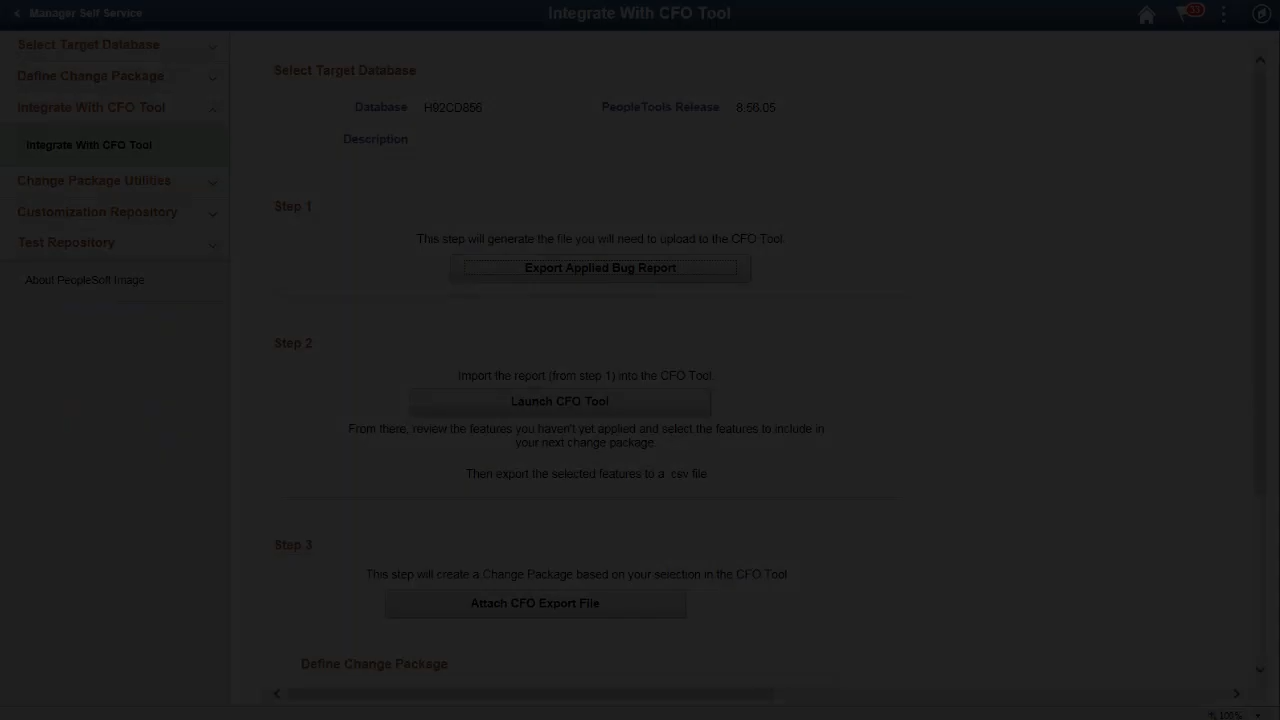 Manager Self Service
Integrate With CFO Tool
33
Select Target Database
Define Change Package
Integrate With CFO Tool
Integrate With CFO Tool
Change Package Utilities
Customization Repository
Test Repository
About PeopleSoft Image
Select Target Database
Database H92CD856 PeopleTools Release 8.56.05
Description
Step 1
This step will generate the file you will need to upload to the CFO Tool.
Export Applied Bug Report
Step 2
Import the report (from step 1) into the CFO Tool.
Launch CFO Tool
From there, review the features you haven't yet applied and select the features to include in
your next change package.
Then export the selected features to a .csv file.
Step 3
This step will create a Change Package based on your selection in the CFO Tool
Attach CFO Export File
Define Change Package
100%